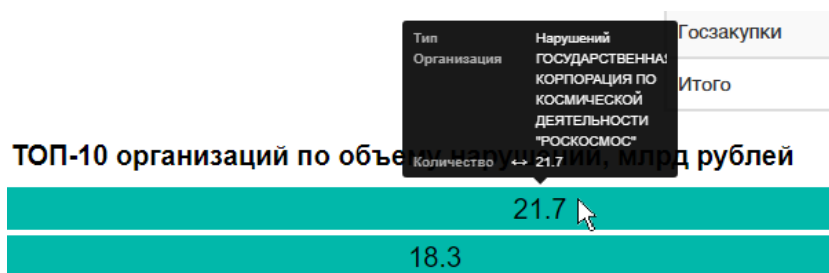 Госзакупки
Итого
Тип Нарушений
Организация ГОСУДАРСТВЕННА
КОРПОРАЦИЯ ПО
КОСМИЧЕСКОЙ
ДЕЯТЕЛЬНОСТИ
"РОСКОСМОС"
Количество ↔ 21.7
ТОП-10 организаций по объему нарушений, млрд рублей
21.7
18.3